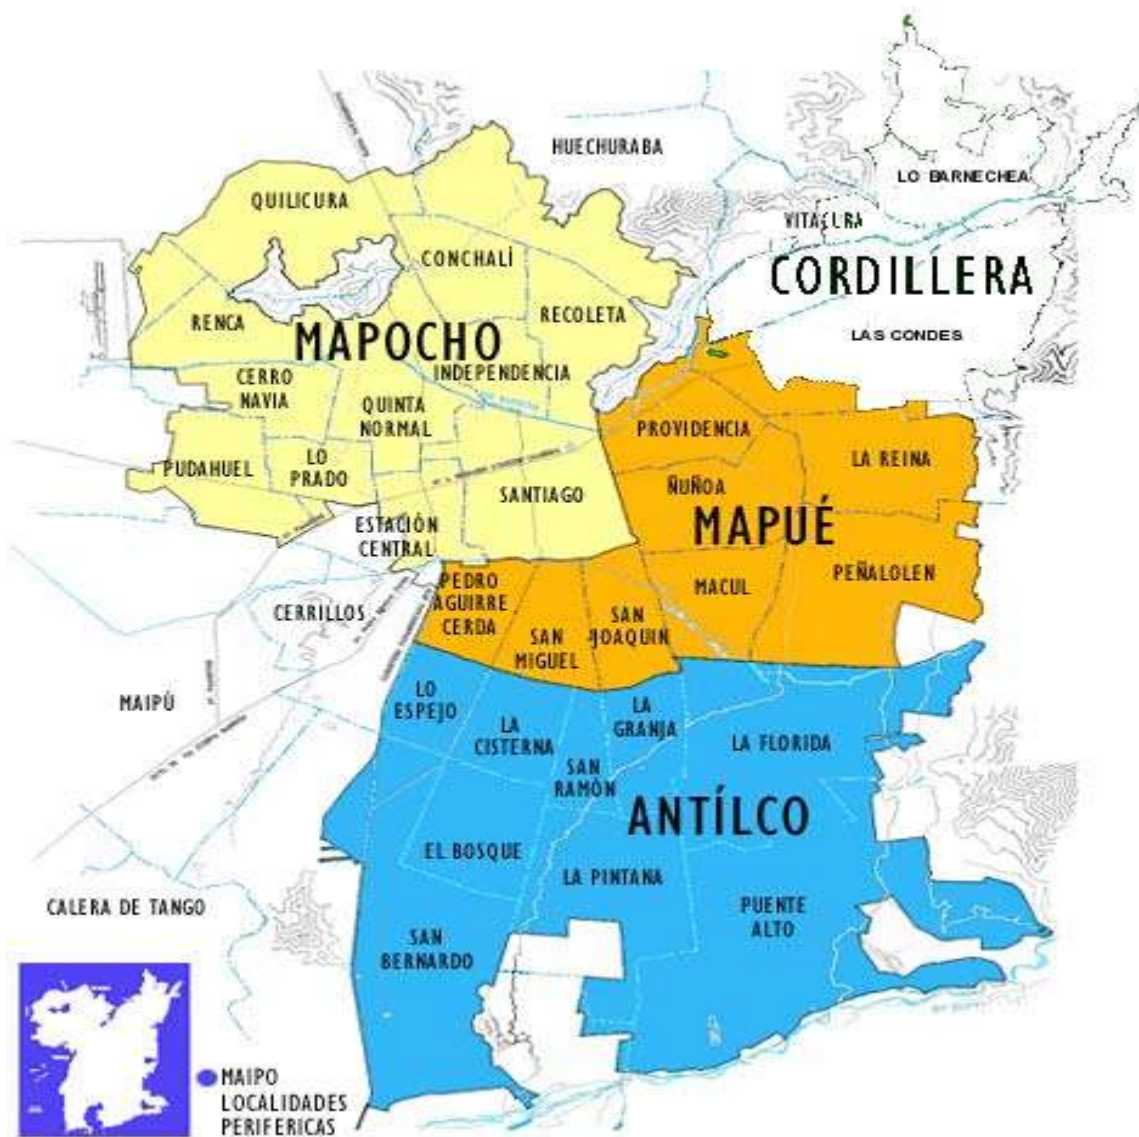 HUECHURABA
LO BARNECHEA
QUILICURA
VITACURA
CONCHALÍ
CORDILLERA
RENCA
RECOLETA
MAPOCHO
LAS CONDES
CERRO
NAVIA
INDEPENDENCIA
QUINTA
NORMAL
PROVIDENCIA
PUDAHUEL
LO
PRADO
LA REINA
SANTIAGO
ÑUÑOA
MAPUÉ
ESTACIÓN
CENTRAL
PEDRO
AGUIRRE
CERDA
MACUL
PEÑALOLEN
CERRILLOS
SAN
MIGUEL
SAN
JOAQUIN
MAIPÚ
LO
ESPEJO
LA
CISTERNA
LA
GRANJA
LA FLORIDA
SAN
RAMÒN
ANTÍLCO
EL BOSQUE
LA PINTANA
CALERA DE TANGO
PUENTE
ALTO
SAN
BERNARDO
MAIPO
LOCALIDADES
PERIFERICAS